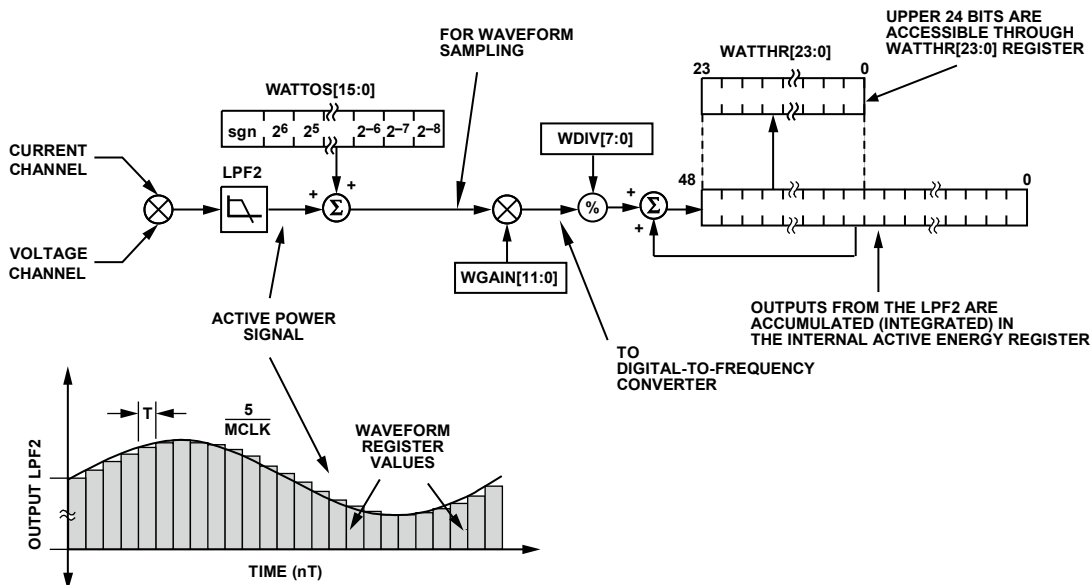 UPPER 24 BITS ARE
ACCESSIBLE THROUGH
WATTHR[23:0] REGISTER
FOR WAVEFORM
SAMPLING
WATTHR[23:0]
23
0
WATTOS[15:0]
sgn 2⁶ 2⁵ 2⁻⁶ 2⁻⁷ 2⁻⁸
WDIV[7:0]
CURRENT
CHANNEL
LPF2
+
+
Σ
%
+
Σ
+
48
0
VOLTAGE
CHANNEL
WGAIN[11:0]
ACTIVE POWER
SIGNAL
OUTPUTS FROM THE LPF2 ARE
ACCUMULATED (INTEGRATED) IN
THE INTERNAL ACTIVE ENERGY REGISTER
TO
DIGITAL-TO-FREQUENCY
CONVERTER
T
5
MCLK
WAVEFORM
REGISTER
VALUES
OUTPUT LPF2
TIME (nT)